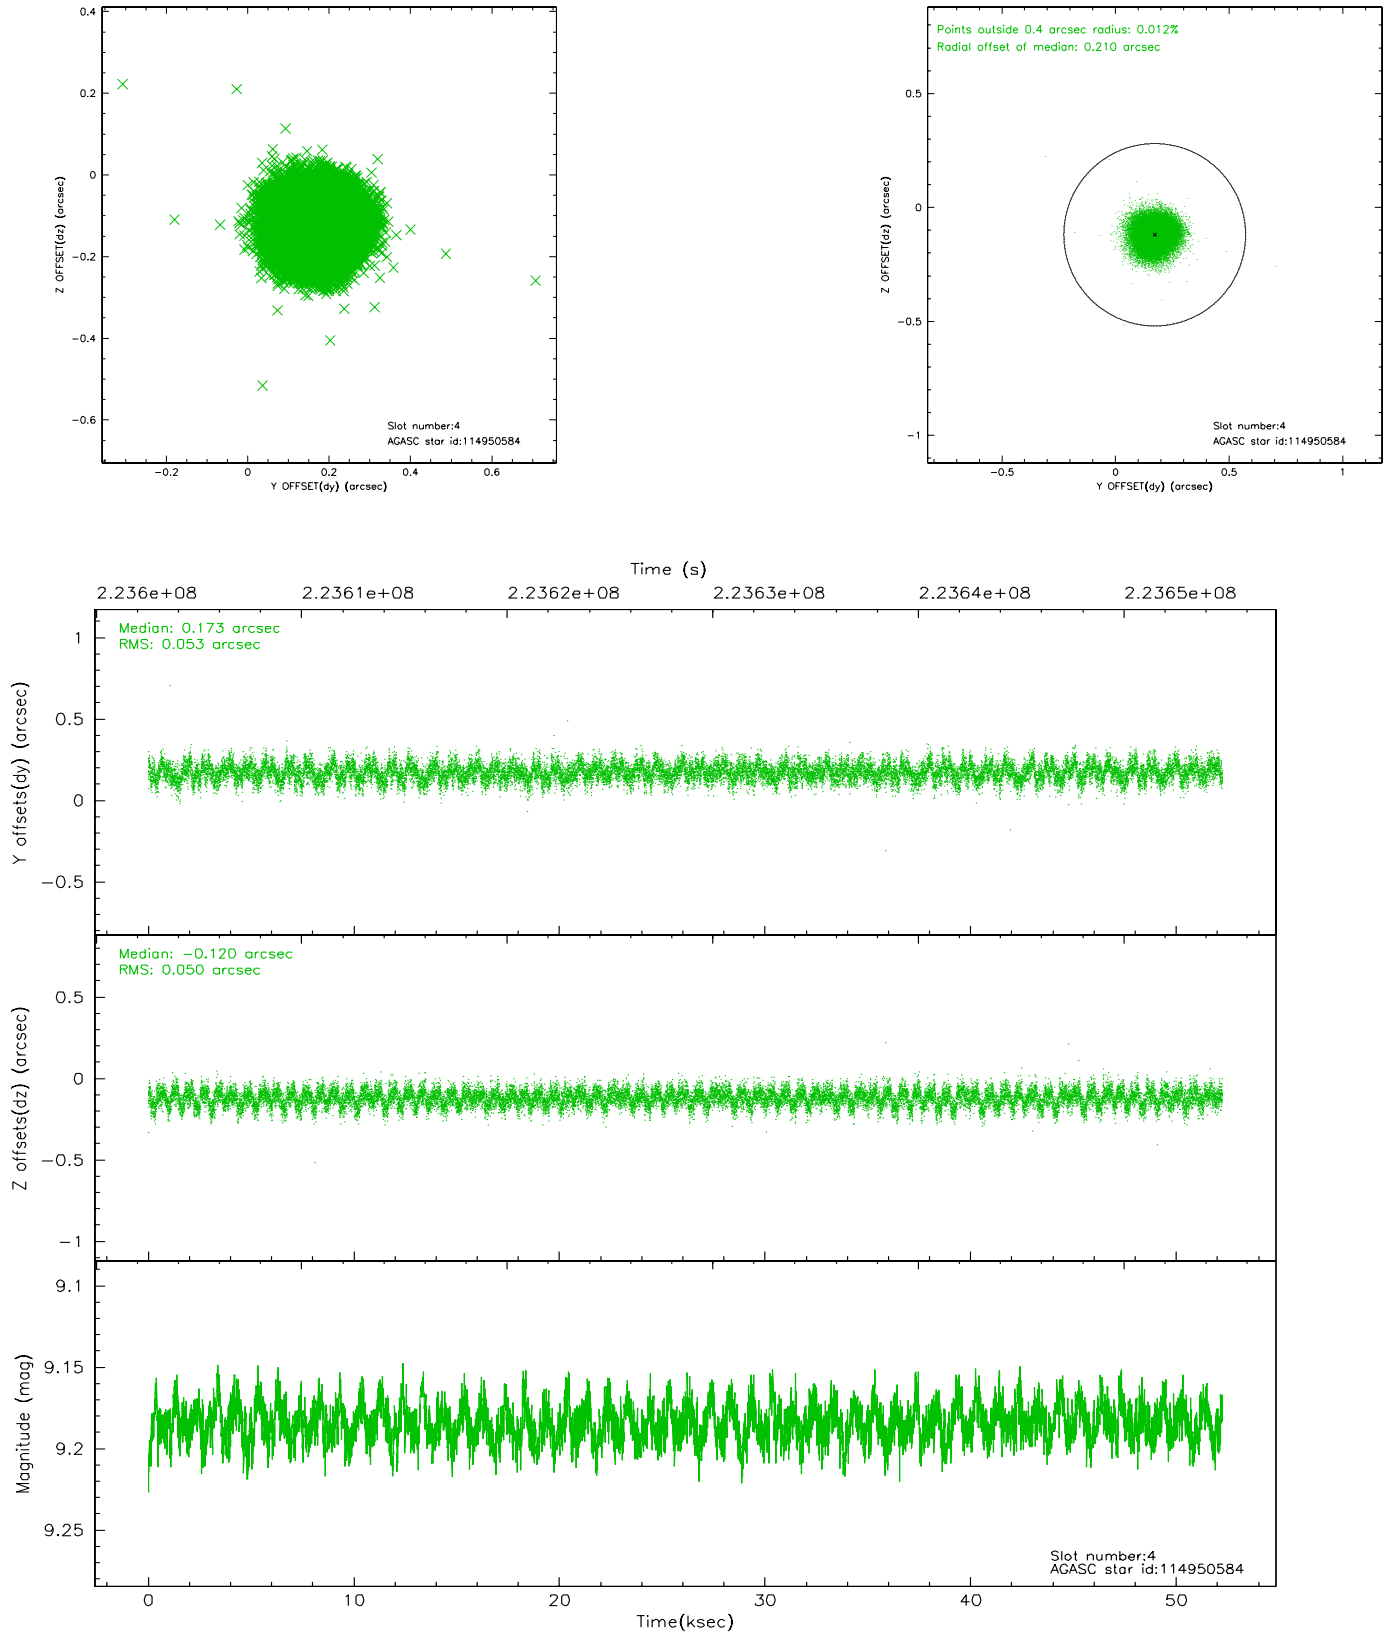 0.4
0.2
0
−0.2
−0.4
−0.6
Z OFFSET(dz) (arcsec)
Slot number:4
AGASC star id:114950584
−0.2 0 0.2 0.4 0.6
Y OFFSET(dy) (arcsec)
Points outside 0.4 arcsec radius: 0.012%
Radial offset of median: 0.210 arcsec
0.5
0
−0.5
−1
Z OFFSET(dz) (arcsec)
Slot number:4
AGASC star id:114950584
−0.5 0 0.5 1
Y OFFSET(dy) (arcsec)
Time (s)
2.236e+08 2.2361e+08 2.2362e+08 2.2363e+08 2.2364e+08 2.2365e+08
Median: 0.173 arcsec
RMS: 0.053 arcsec
1
0.5
0
−0.5
Y offsets(dy) (arcsec)
Median: −0.120 arcsec
RMS: 0.050 arcsec
0.5
0
−0.5
−1
Z offsets(dz) (arcsec)
9.1
9.15
9.2
9.25
Magnitude (mag)
Slot number:4
AGASC star id:114950584
0 10 20 30 40 50
Time(ksec)